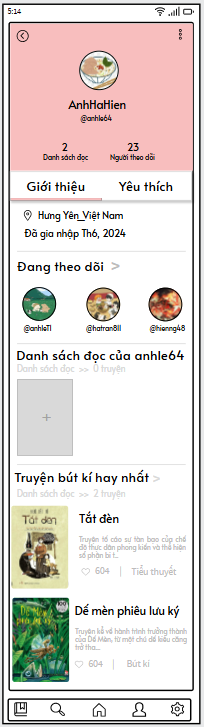 5:14
AnhHaHien
@anhle64
2
23
Danh sách đọc
Người theo dõi
Giới thiệu
Yêu thích
Hưng Yên_Việt Nam
Đã gia nhập Th6, 2024
Đang theo dõi >
@anhleT1
@hatran811
@hienng48
Danh sách đọc của anhle64
Danh sách đọc >> 0 truyện
+
Truyện bút kí hay nhất >
Danh sách đọc >> 2 truyện
Tắt đèn
Tắt đèn
Truyện tố cáo sự tàn bạo của chế
độ thực dân phong kiến và thể hiện
số phận bi t...
604 | Tiểu thuyết
Dế mèn phiêu lưu ký
Truyện kể về hành trình trưởng thành
của Dế Mèn, từ một chú dế kiêu căng
trở tha...
604 | Bút kí